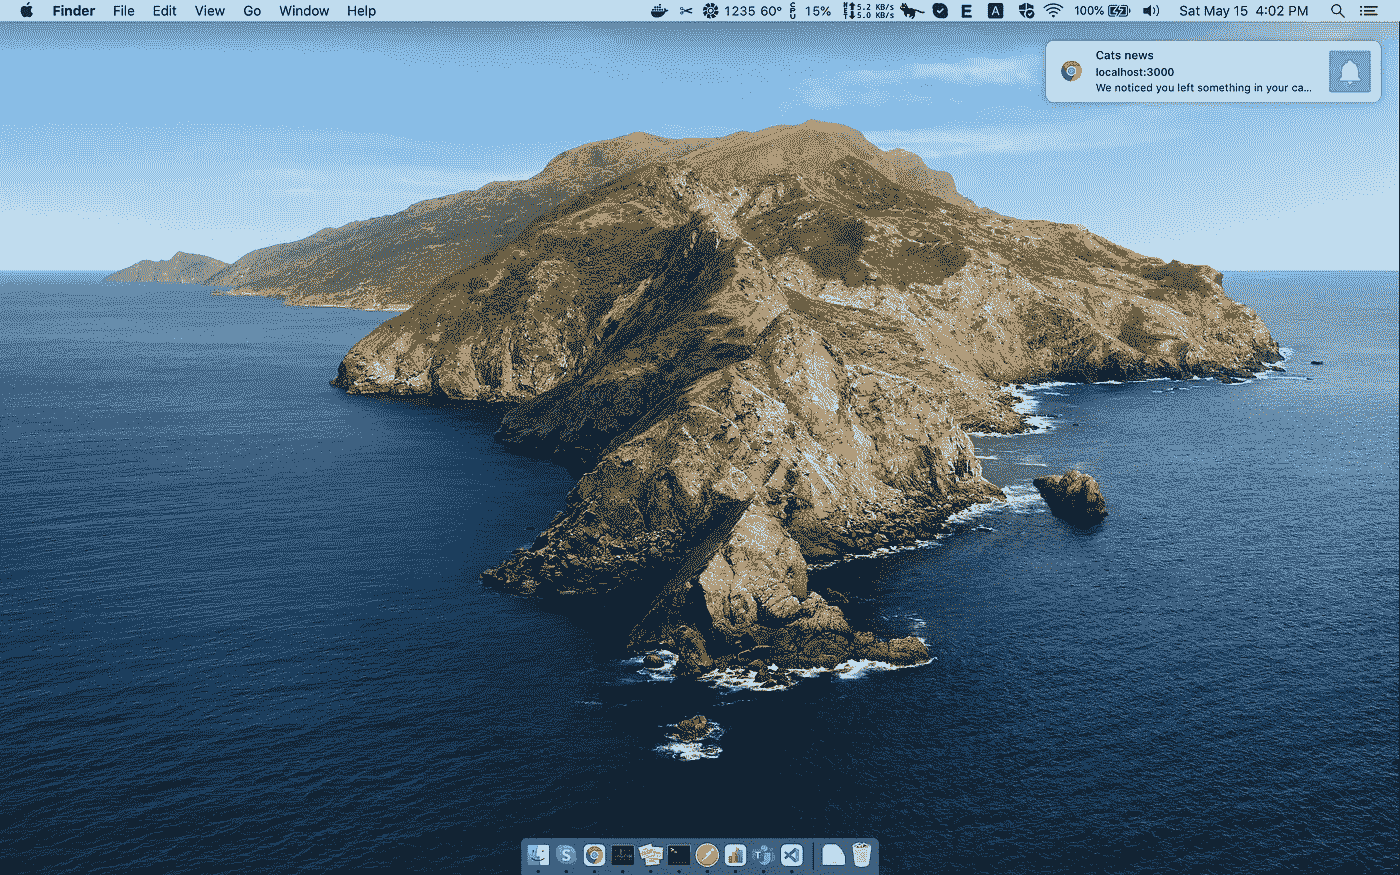 Finder File Edit View Go Window Help 1235 60° CPU 15% 5.2 KB/s 5.0 KB/s E A 100% Sat May 15 4:02 PM
Cats news
localhost:3000
We noticed you left something in your ca...
S